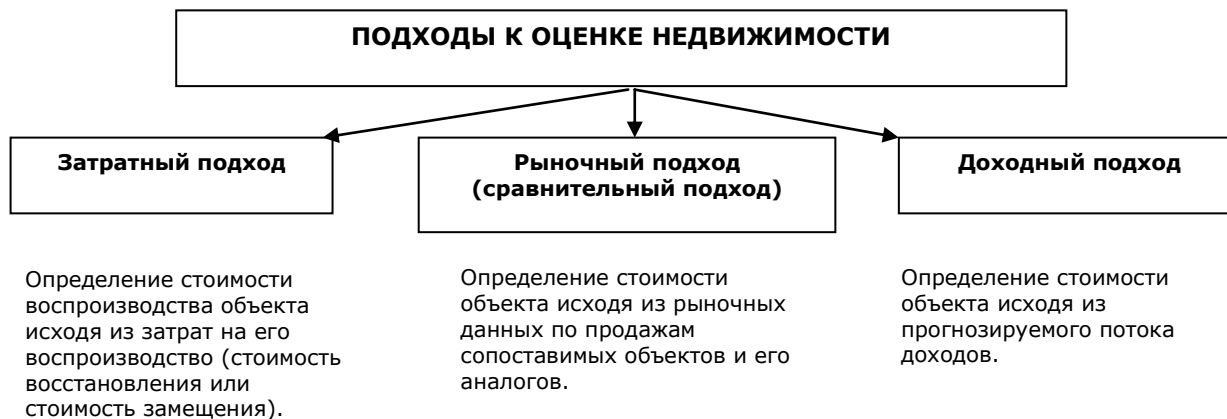 ПОДХОДЫ К ОЦЕНКЕ НЕДВИЖИМОСТИ
Затратный подход
Рыночный подход
(сравнительный подход)
Доходный подход
Определение стоимости
воспроизводства объекта
исходя из затрат на его
воспроизводство (стоимость
восстановления или
стоимость замещения).
Определение стоимости
объекта исходя из рыночных
данных по продажам
сопоставимых объектов и его
аналогов.
Определение стоимости
объекта исходя из
прогнозируемого потока
доходов.